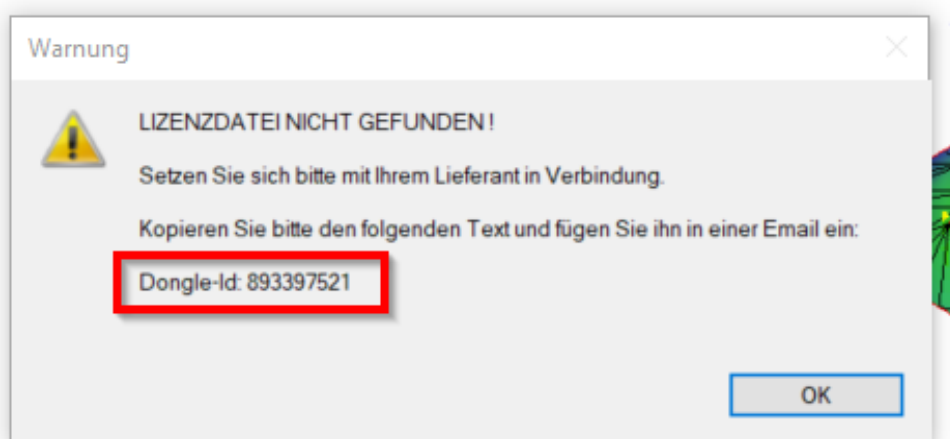 Warnung
LIZENZDATEI NICHT GEFUNDEN !
Setzen Sie sich bitte mit Ihrem Lieferant in Verbindung.
Kopieren Sie bitte den folgenden Text und fügen Sie ihn in einer Email ein:
Dongle-Id: 893397521
OK